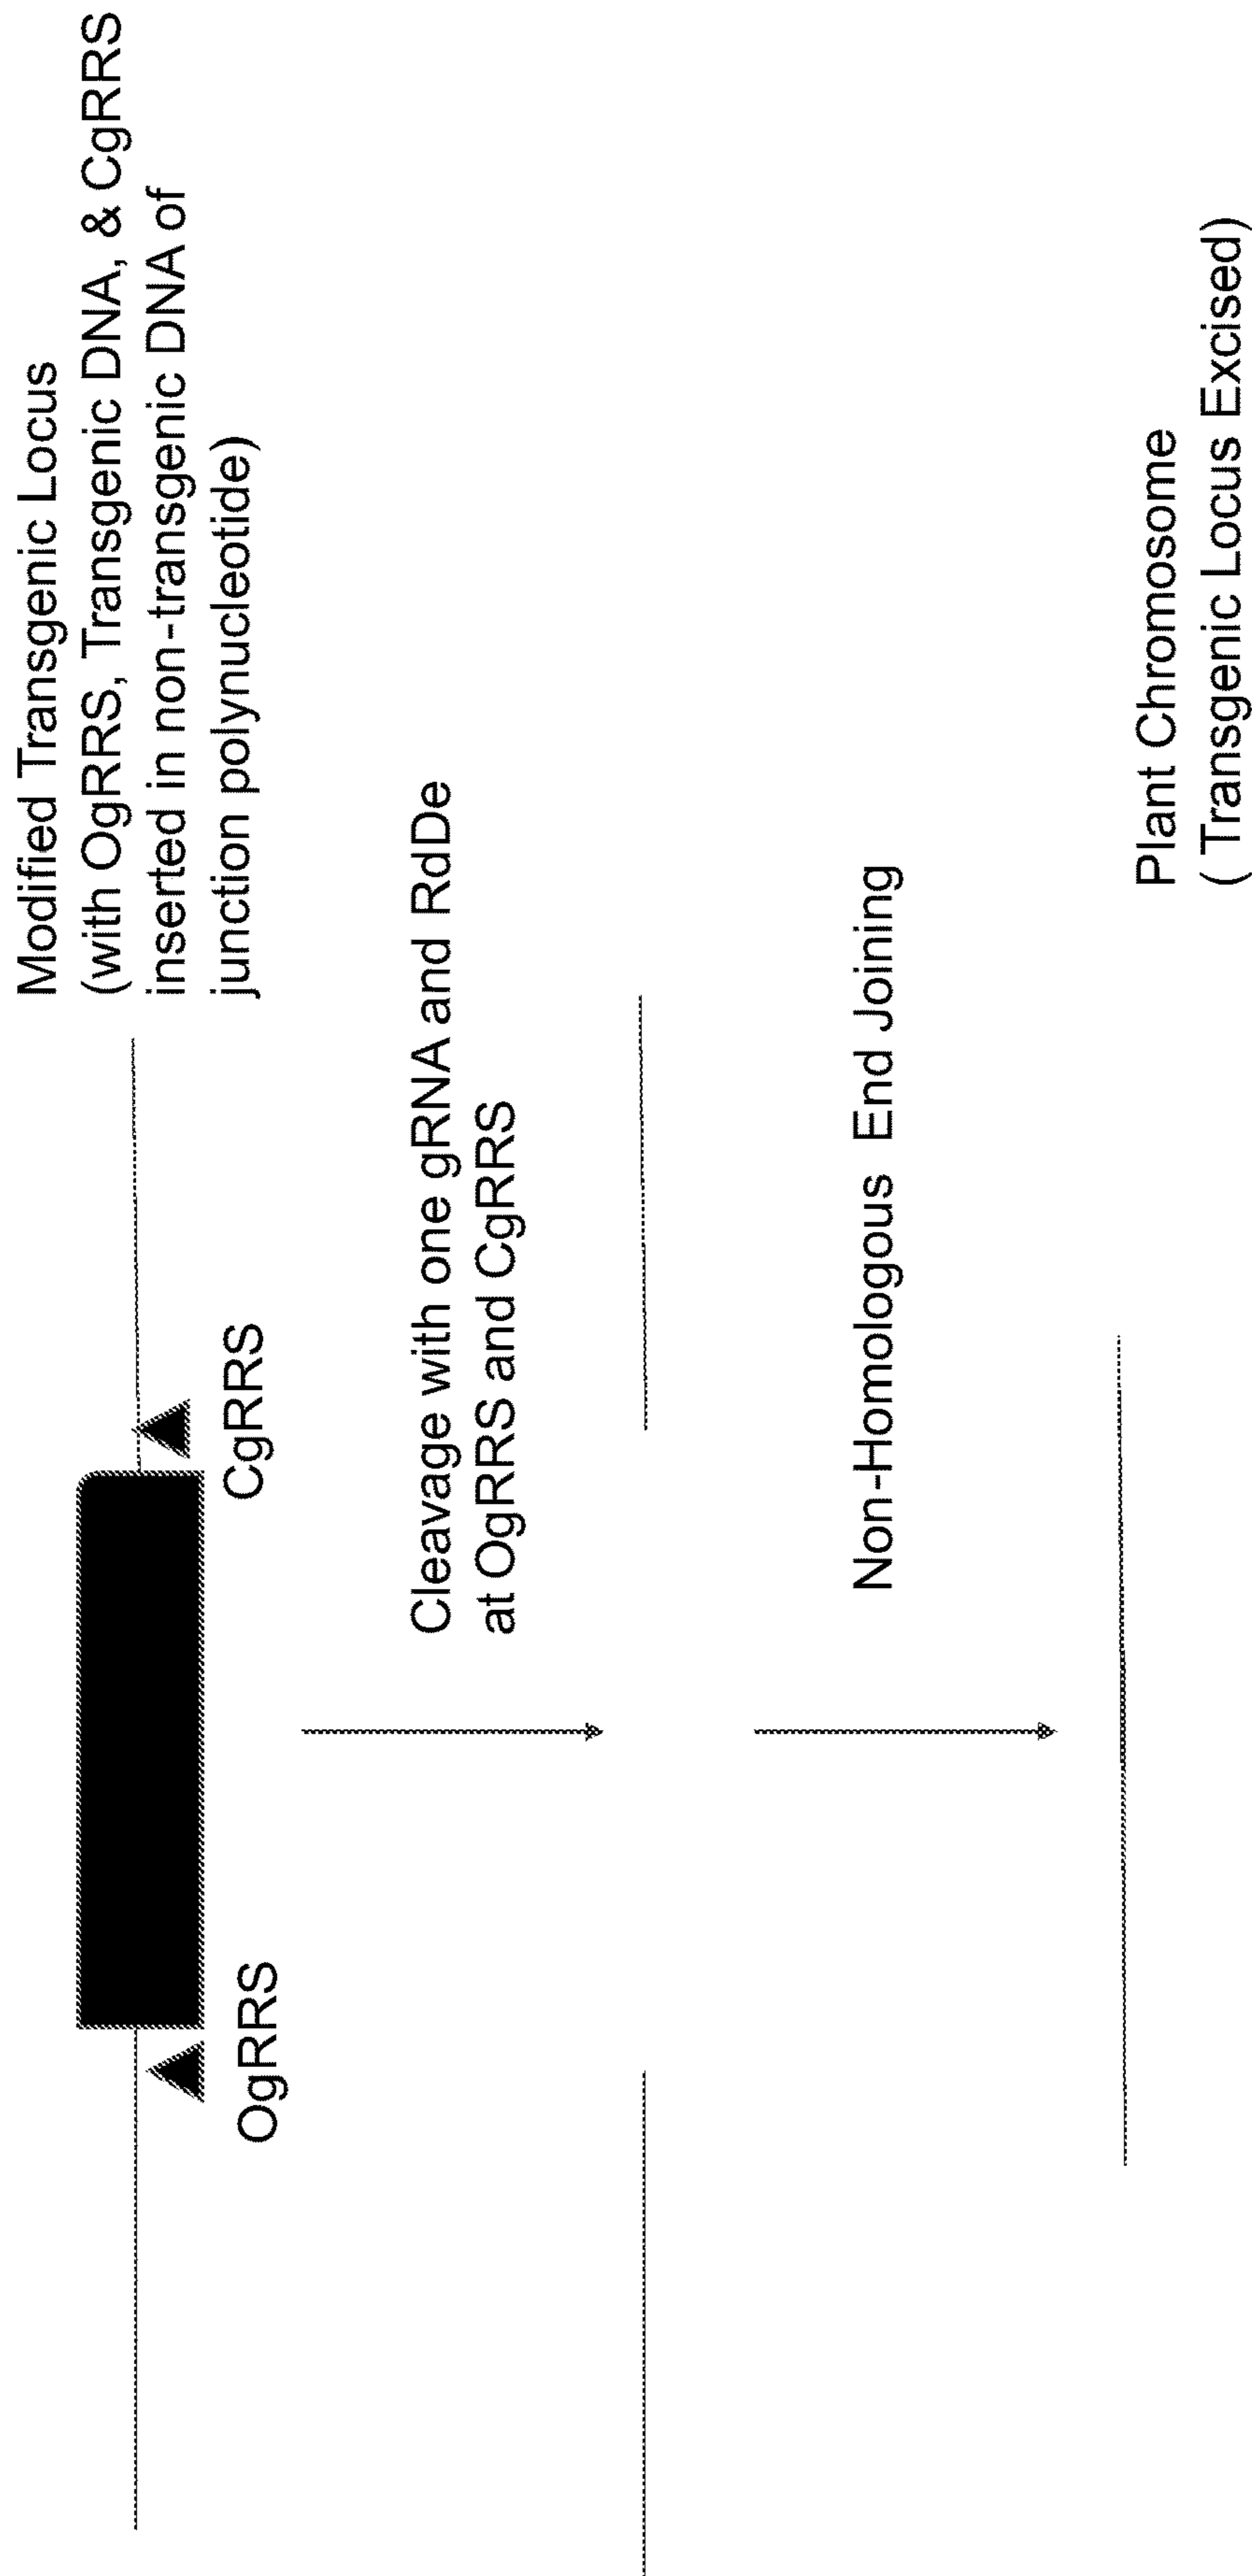 Modified Transgenic Locus
(with OgRRS, Transgenic DNA, & CgRRS
inserted in non-transgenic DNA of
junction polynucleotide)
OgRRS
CgRRS
Cleavage with one gRNA and RdDe
at OgRRS and CgRRS
Non-Homologous End Joining
Plant Chromosome
( Transgenic Locus Excised)